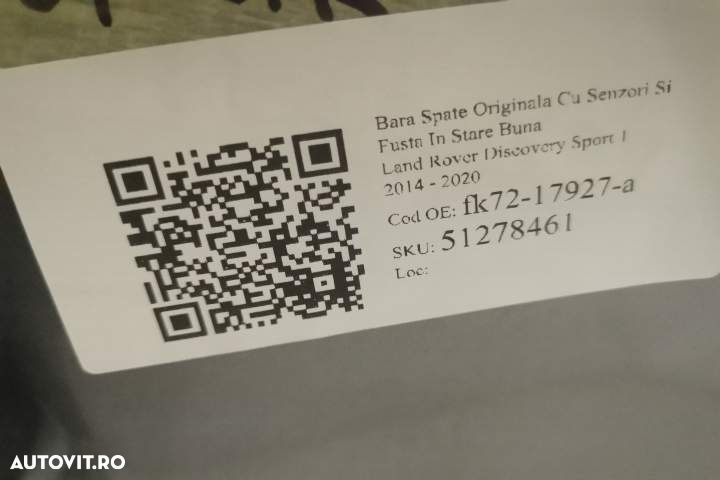 Bara Spate Originala Cu Senzori Si
Fusta In Stare Buna
Land Rover Discovery Sport 1
2014 - 2020
Cod OE: fk72-17927-a
SKU: 51278461
Loc:
AUTOVIT.RO